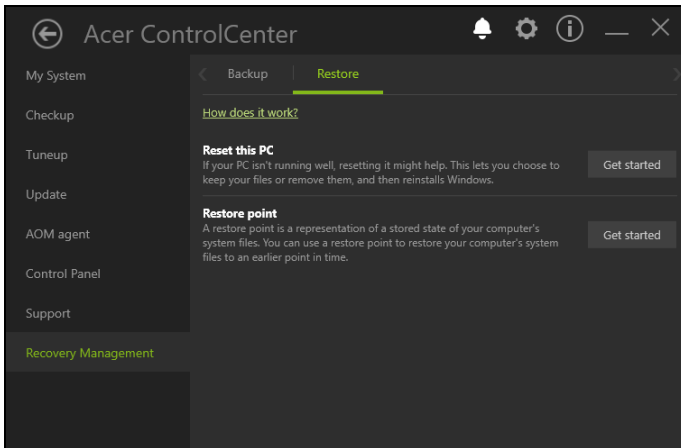 Acer ControlCenter
My System
Checkup
Tuneup
Update
AOM agent
Control Panel
Support
Recovery Management
Backup
Restore
How does it work?
Reset this PC
If your PC isn't running well, resetting it might help. This lets you choose to
keep your files or remove them, and then reinstalls Windows.
Get started
Restore point
A restore point is a representation of a stored state of your computer's
system files. You can use a restore point to restore your computer's system
files to an earlier point in time.
Get started